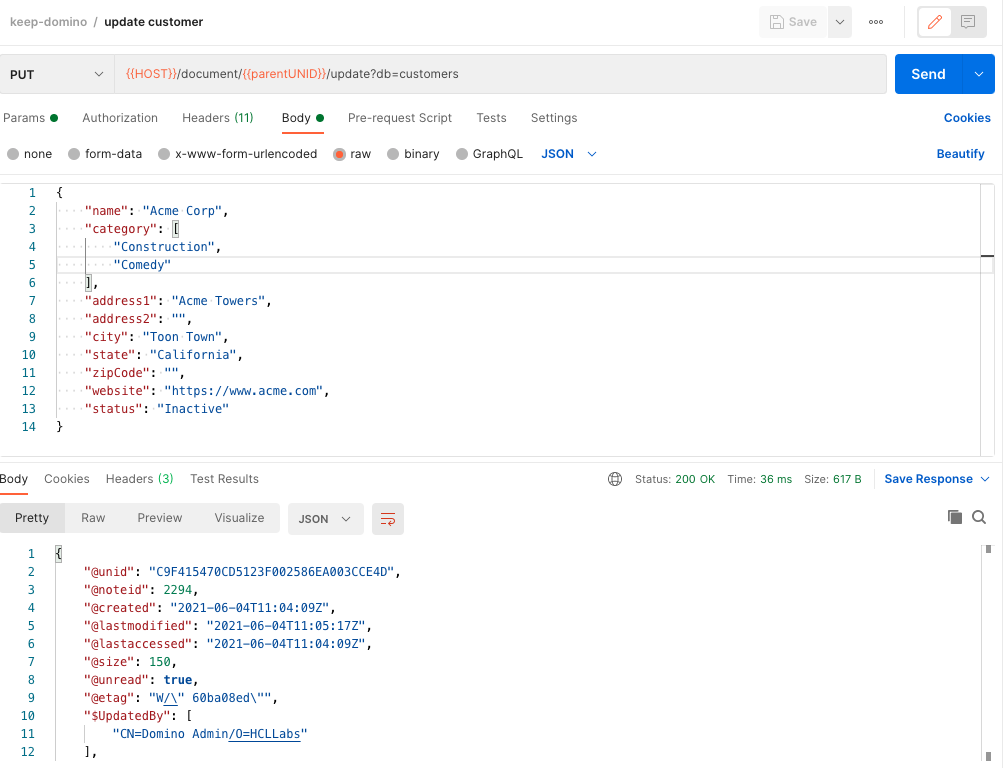 keep-domino / update customer
Save
PUT
{{HOST}}/document/{{parentUNID}}/update?db=customers
Send
Params
Authorization
Headers (11)
Body
Pre-request Script
Tests
Settings
Cookies
none
form-data
x-www-form-urlencoded
raw
binary
GraphQL
JSON
Beautify
1 {
2 "name": "Acme Corp",
3 "category": [
4 "Construction",
5 "Comedy"
6 ],
7 "address1": "Acme Towers",
8 "address2": "",
9 "city": "Toon Town",
10 "state": "California",
11 "zipCode": "",
12 "website": "https://www.acme.com",
13 "status": "Inactive"
14 }
Body
Cookies
Headers (3)
Test Results
Status: 200 OK
Time: 36 ms
Size: 617 B
Save Response
Pretty
Raw
Preview
Visualize
JSON
1 {
2 "@unid": "C9F415470CD5123F002586EA003CCE4D",
3 "@noteid": 2294,
4 "@created": "2021-06-04T11:04:09Z",
5 "@lastmodified": "2021-06-04T11:05:17Z",
6 "@lastaccessed": "2021-06-04T11:04:09Z",
7 "@size": 150,
8 "@unread": true,
9 "@etag": "W/\" 60ba08ed\"",
10 "$UpdatedBy": [
11 "CN=Domino Admin/O=HCLLabs"
12 ],